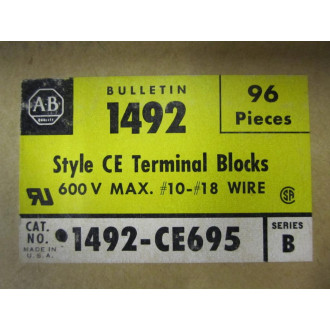 A-B
QUALITY
BULLETIN
1492
96
Pieces
Style CE Terminal Blocks
600 V MAX. #10-#18 WIRE
CAT.
NO.
1492-CE695
MADE IN
U.S.A.
SERIES
B